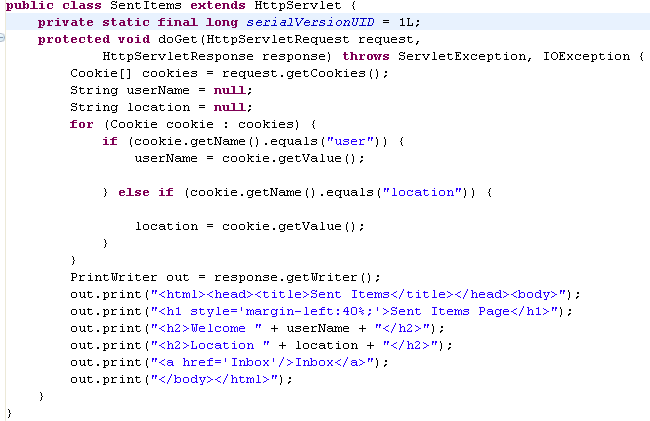 public class SentItems extends HttpServlet {
    private static final long serialVersionUID = 1L;
    protected void doGet(HttpServletRequest request,
            HttpServletResponse response) throws ServletException, IOException {
        Cookie[] cookies = request.getCookies();
        String userName = null;
        String location = null;
        for (Cookie cookie : cookies) {
            if (cookie.getName().equals("user")) {
                userName = cookie.getValue();

            } else if (cookie.getName().equals("location")) {

                location = cookie.getValue();
            }
        }
        PrintWriter out = response.getWriter();
        out.print("<html><head><title>Sent Items</title></head><body>");
        out.print("<h1 style='margin-left:40%;'>Sent Items Page</h1>");
        out.print("<h2>Welcome " + userName + "</h2>");
        out.print("<h2>Location " + location + "</h2>");
        out.print("<a href='Inbox'/>Inbox</a>");
        out.print("</body></html>");
    }
}